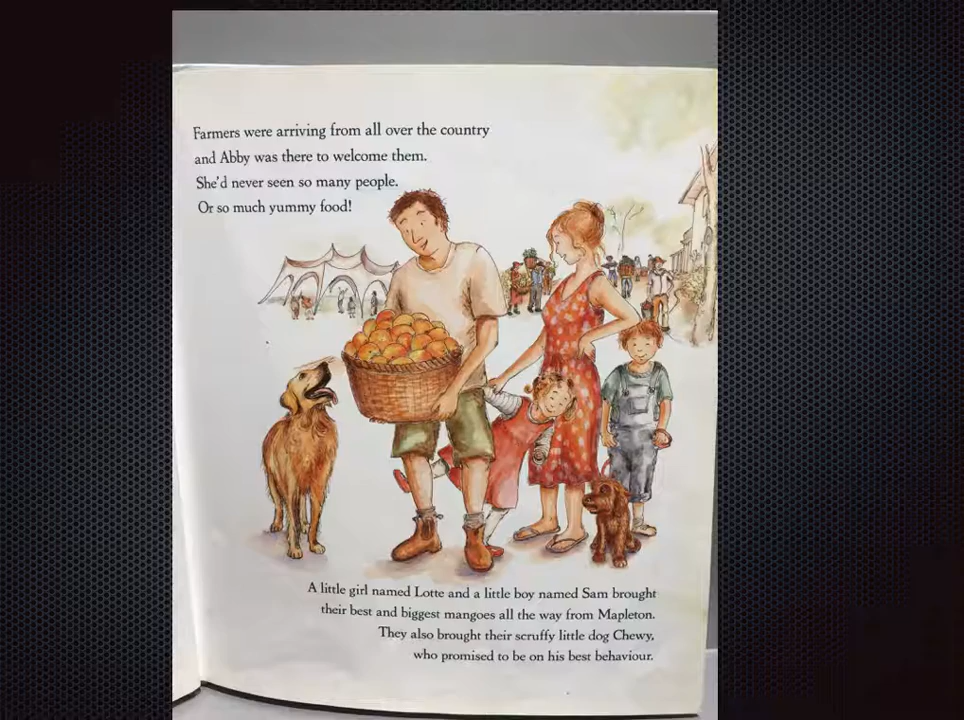 Farmers were arriving from all over the country
and Abby was there to welcome them.
She'd never seen so many people.
Or so much yummy food!
A little girl named Lotte and a little boy named Sam brought
their best and biggest mangoes all the way from Mapleton.
They also brought their scruffy little dog Chewy,
who promised to be on his best behaviour.